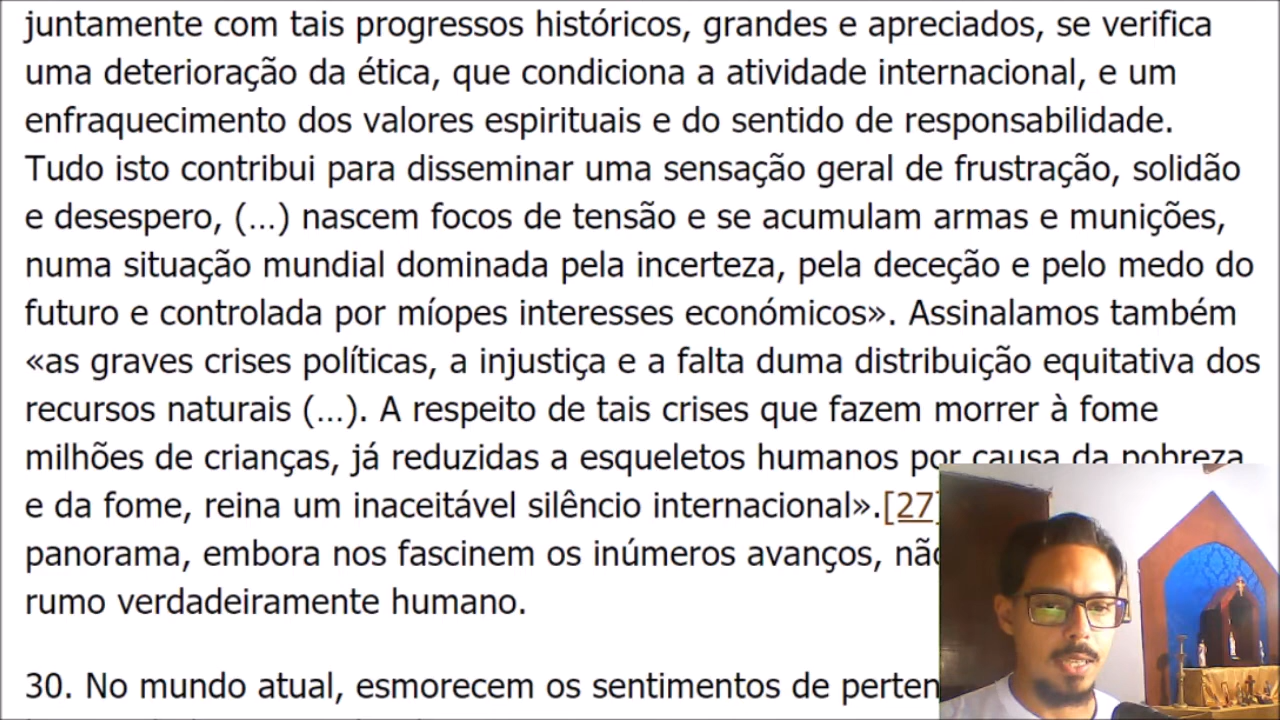 juntamente com tais progressos históricos, grandes e apreciados, se verifica
uma deterioração da ética, que condiciona a atividade internacional, e um
enfraquecimento dos valores espirituais e do sentido de responsabilidade.
Tudo isto contribui para disseminar uma sensação geral de frustração, solidão
e desespero, (...) nascem focos de tensão e se acumulam armas e munições,
numa situação mundial dominada pela incerteza, pela deceção e pelo medo do
futuro e controlada por míopes interesses económicos». Assinalamos também
«as graves crises políticas, a injustiça e a falta duma distribuição equitativa dos
recursos naturais (...). A respeito de tais crises que fazem morrer à fome
milhões de crianças, já reduzidas a esqueletos humanos por causa da pobreza
e da fome, reina um inaceitável silêncio internacional».[27]
panorama, embora nos fascinem os inúmeros avanços,
rumo verdadeiramente humano.
30. No mundo atual, esmorecem os sentimentos de